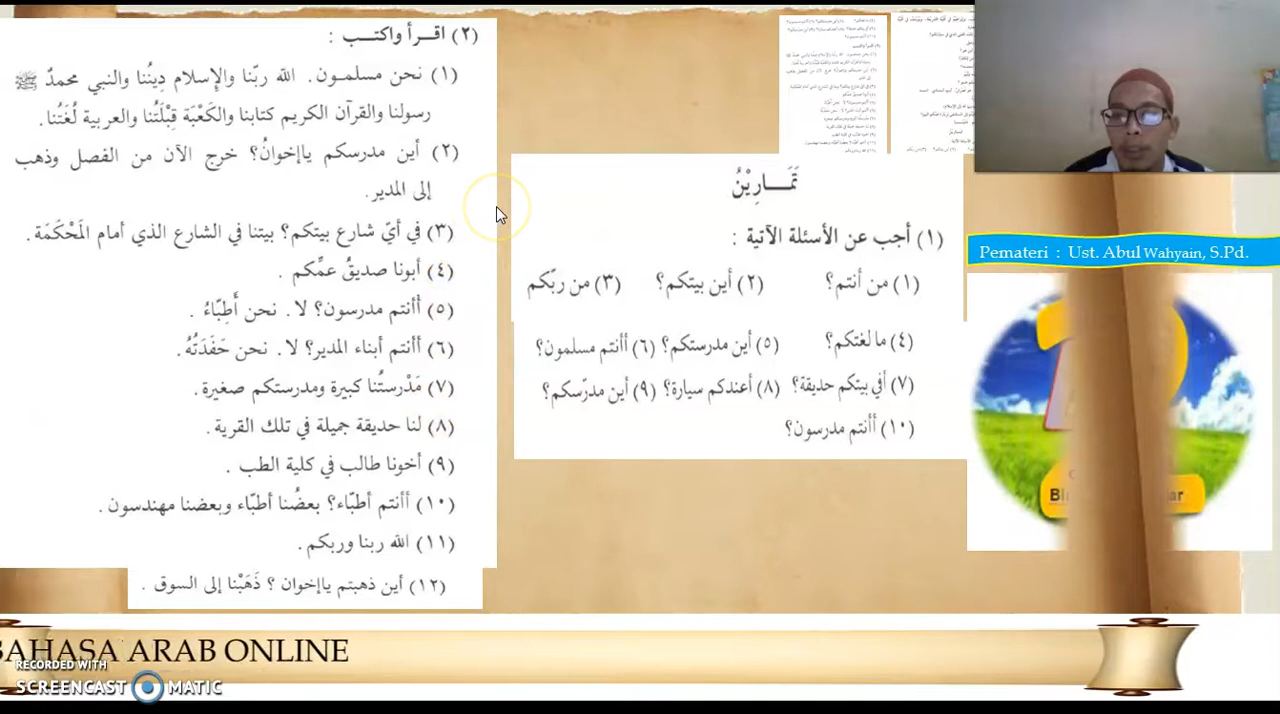 (٢) اقـرأ واكتـب :
(١) نحن مسلمـون. الله ربّنا والإسلام دِينُنا والنبي محمدٌ ﷺ
رسولنا والقرآن الكريم كتابنا والكَعْبَة قِبْلَتُنا والعربية لُغَتُنا.
(٢) أين مدرسكم ياإخوان؟ خرج الآن من الفصل وذهب
إلى المدير.
(٣) في أيّ شارع بيتكم؟ بيتنا في الشارع الذي أمام المَحْكَمَة .
(٤) أبونا صديقُ عمِّكم .
(٥) أأنتم مدرسون؟ لا. نحن أَطِبّاءُ .
(٦) أأنتم أبناء المدير؟ لا. نحن حَفَدَتُهُ.
(٧) مَدْرستُنا كبيرة ومدرستكم صغيرة.
(٨) لنا حديقة جميلة في تلك القرية .
(٩) أخونا طالب في كلية الطب .
(١٠) أأنتم أطبّاء؟ بعضُنا أطبّاء وبعضنا مهندسون .
(١١) الله ربنا وربكم.
(١٢) أين ذهبتم ياإخوان ؟ ذَهَبْنا إلى السوق .
تَمَــارِيْنُ
(١) أجب عن الأسئلة الآتية :
(١) من أنتم؟ (٢) أين بيتكم؟ (٣) من ربّكم
(٤) ما لغتكم؟ (٥) أين مدرستكم؟ (٦) أأنتم مسلمون؟
(٧) أفي بيتكم حديقة؟ (٨) أعندكم سيارة؟ (٩) أين مدرّسكم؟
(١٠) أأنتم مدرسون؟
Pemateri : Ust. Abul Wahyain, S.Pd.
Bi
ar
BAHASA ARAB ONLINE
RECORDED WITH
SCREENCAST MATIC